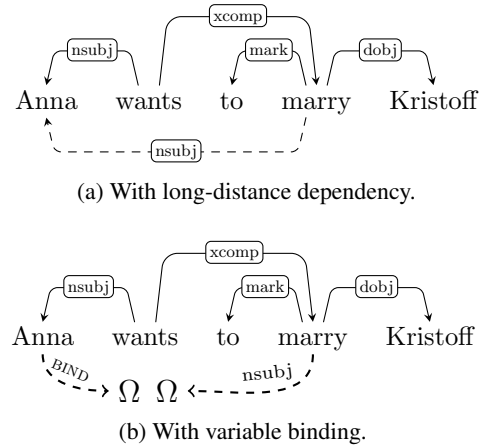 xcomp
nsubj mark dobj
Anna wants to marry Kristoff
nsubj
(a) With long-distance dependency.
xcomp
nsubj mark dobj
Anna wants to marry Kristoff
BIND Ω Ω nsubj
(b) With variable binding.